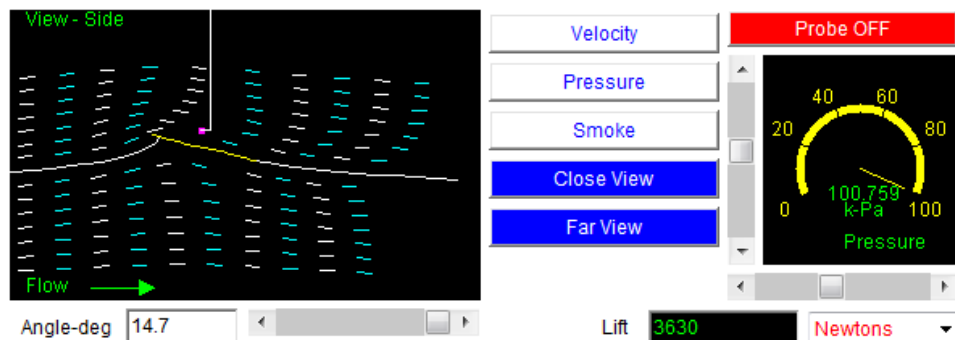 View - Side
Flow
Angle-deg 14.7
Velocity
Pressure
Smoke
Close View
Far View
Probe OFF
40 60
20 80
0 100
100.759
k-Pa
Pressure
Lift 3630 Newtons